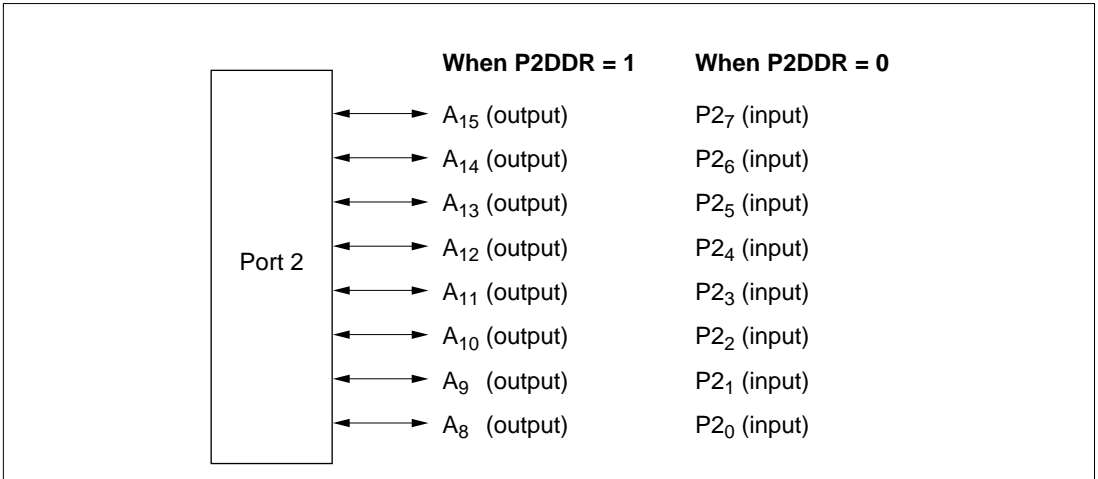 When P2DDR = 1 When P2DDR = 0
A15 (output) P27 (input)
A14 (output) P26 (input)
A13 (output) P25 (input)
Port 2 A12 (output) P24 (input)
A11 (output) P23 (input)
A10 (output) P22 (input)
A9 (output) P21 (input)
A8 (output) P20 (input)